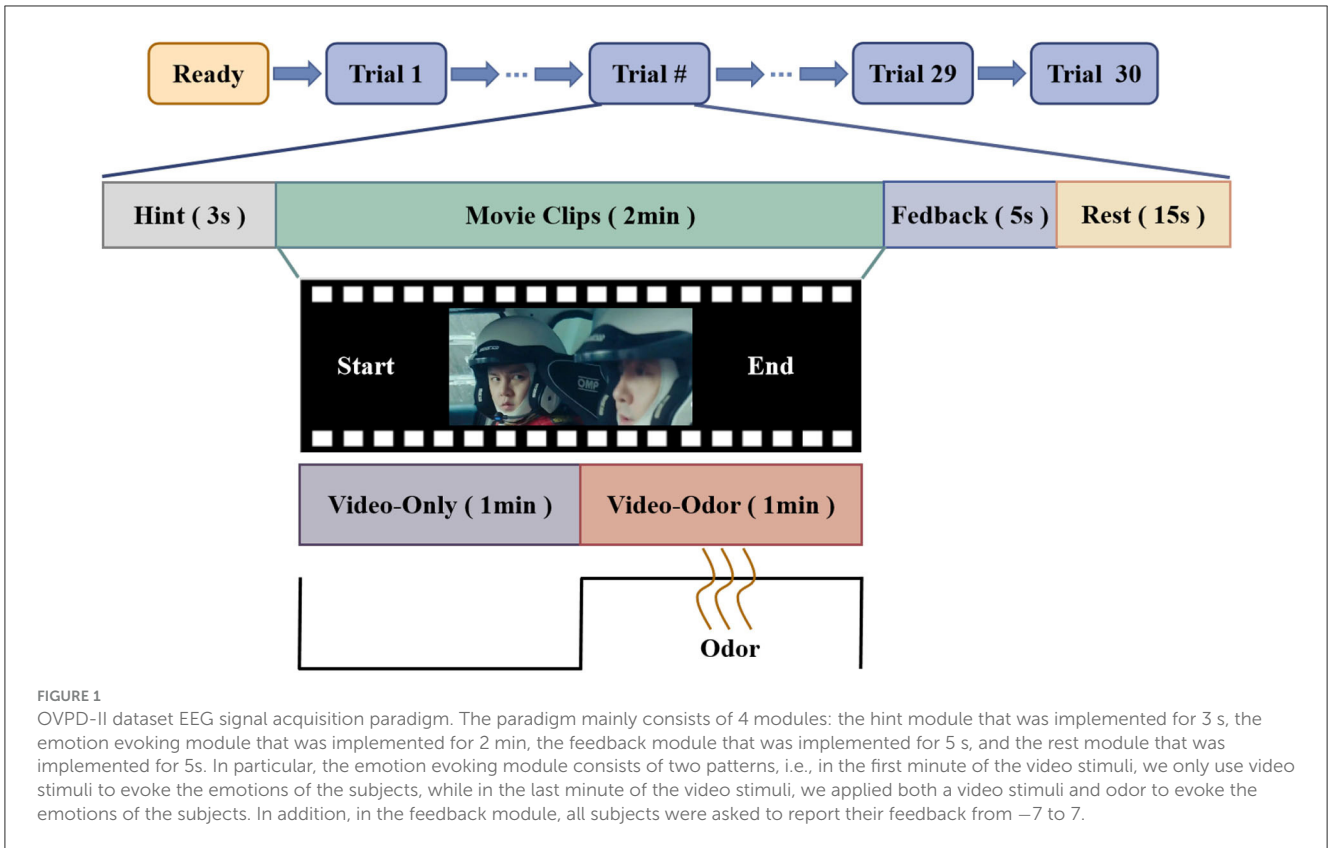 Ready
Trial 1
...
Trial #
...
Trial 29
Trial 30
Hint ( 3s )
Movie Clips ( 2min )
Fedback ( 5s )
Rest ( 15s )
Start
OMP
End
Video-Only ( 1min )
Video-Odor ( 1min )
Odor
FIGURE 1
OVPD-II dataset EEG signal acquisition paradigm. The paradigm mainly consists of 4 modules: the hint module that was implemented for 3 s, the
emotion evoking module that was implemented for 2 min, the feedback module that was implemented for 5 s, and the rest module that was
implemented for 5s. In particular, the emotion evoking module consists of two patterns, i.e., in the first minute of the video stimuli, we only use video
stimuli to evoke the emotions of the subjects, while in the last minute of the video stimuli, we applied both a video stimuli and odor to evoke the
emotions of the subjects. In addition, in the feedback module, all subjects were asked to report their feedback from −7 to 7.